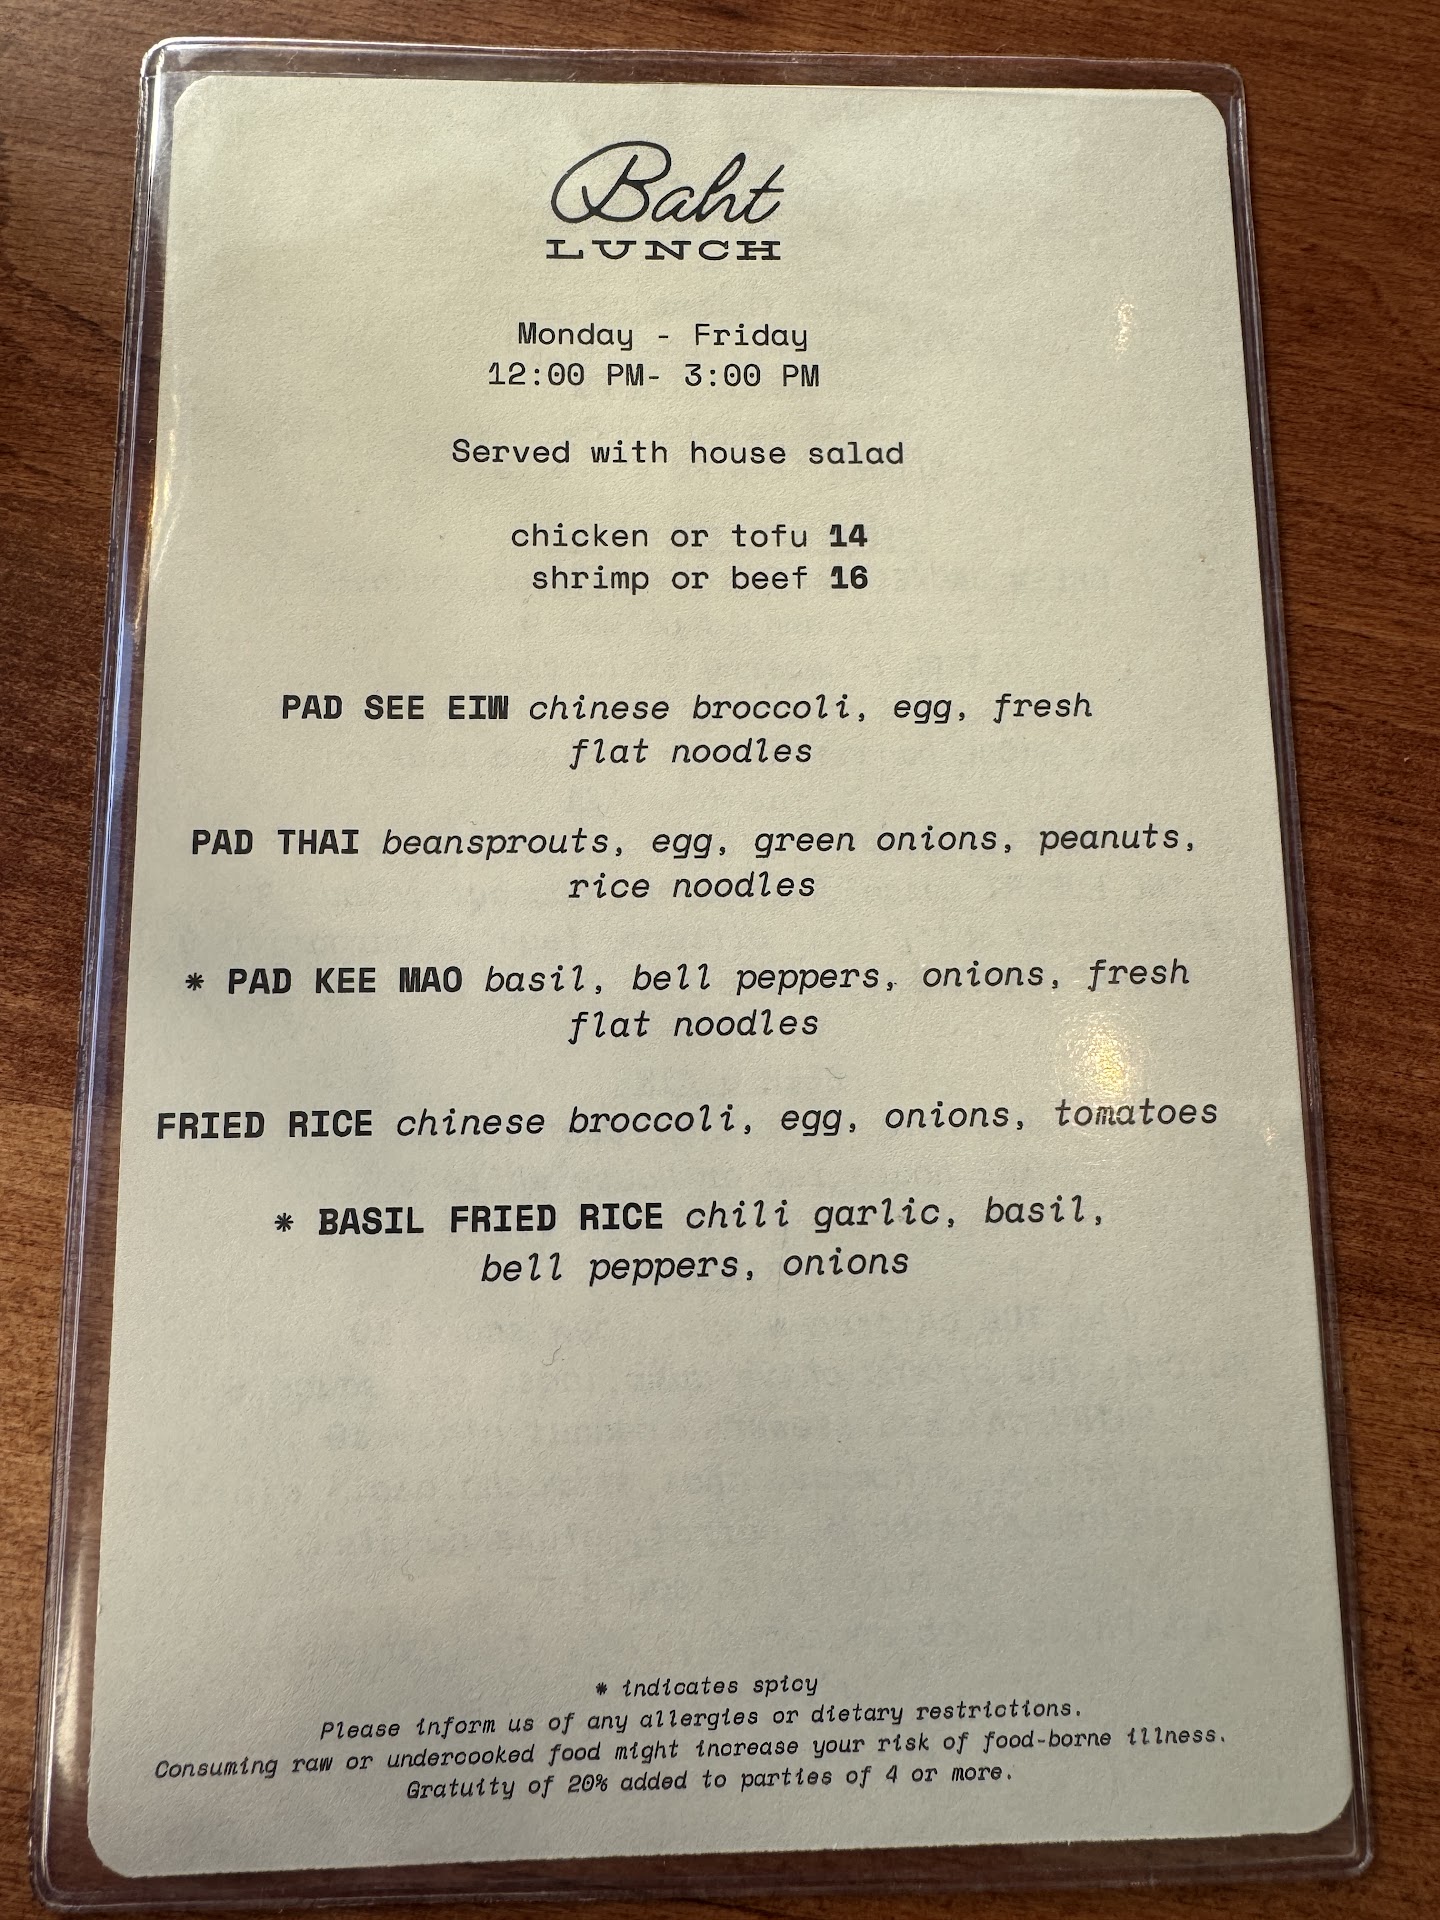 Baht
LUNCH
Monday - Friday
12:00 PM- 3:00 PM
Served with house salad
chicken or tofu 14
shrimp or beef 16
PAD SEE EIW chinese broccoli, egg, fresh
flat noodles
PAD THAI beansprouts, egg, green onions, peanuts,
rice noodles
* PAD KEE MAO basil, bell peppers, onions, fresh
flat noodles
FRIED RICE chinese broccoli, egg, onions, tomatoes
* BASIL FRIED RICE chili garlic, basil,
bell peppers, onions
* indicates spicy
Please inform us of any allergies or dietary restrictions.
Consuming raw or undercooked food might increase your risk of food-borne illness.
Gratuity of 20% added to parties of 4 or more.